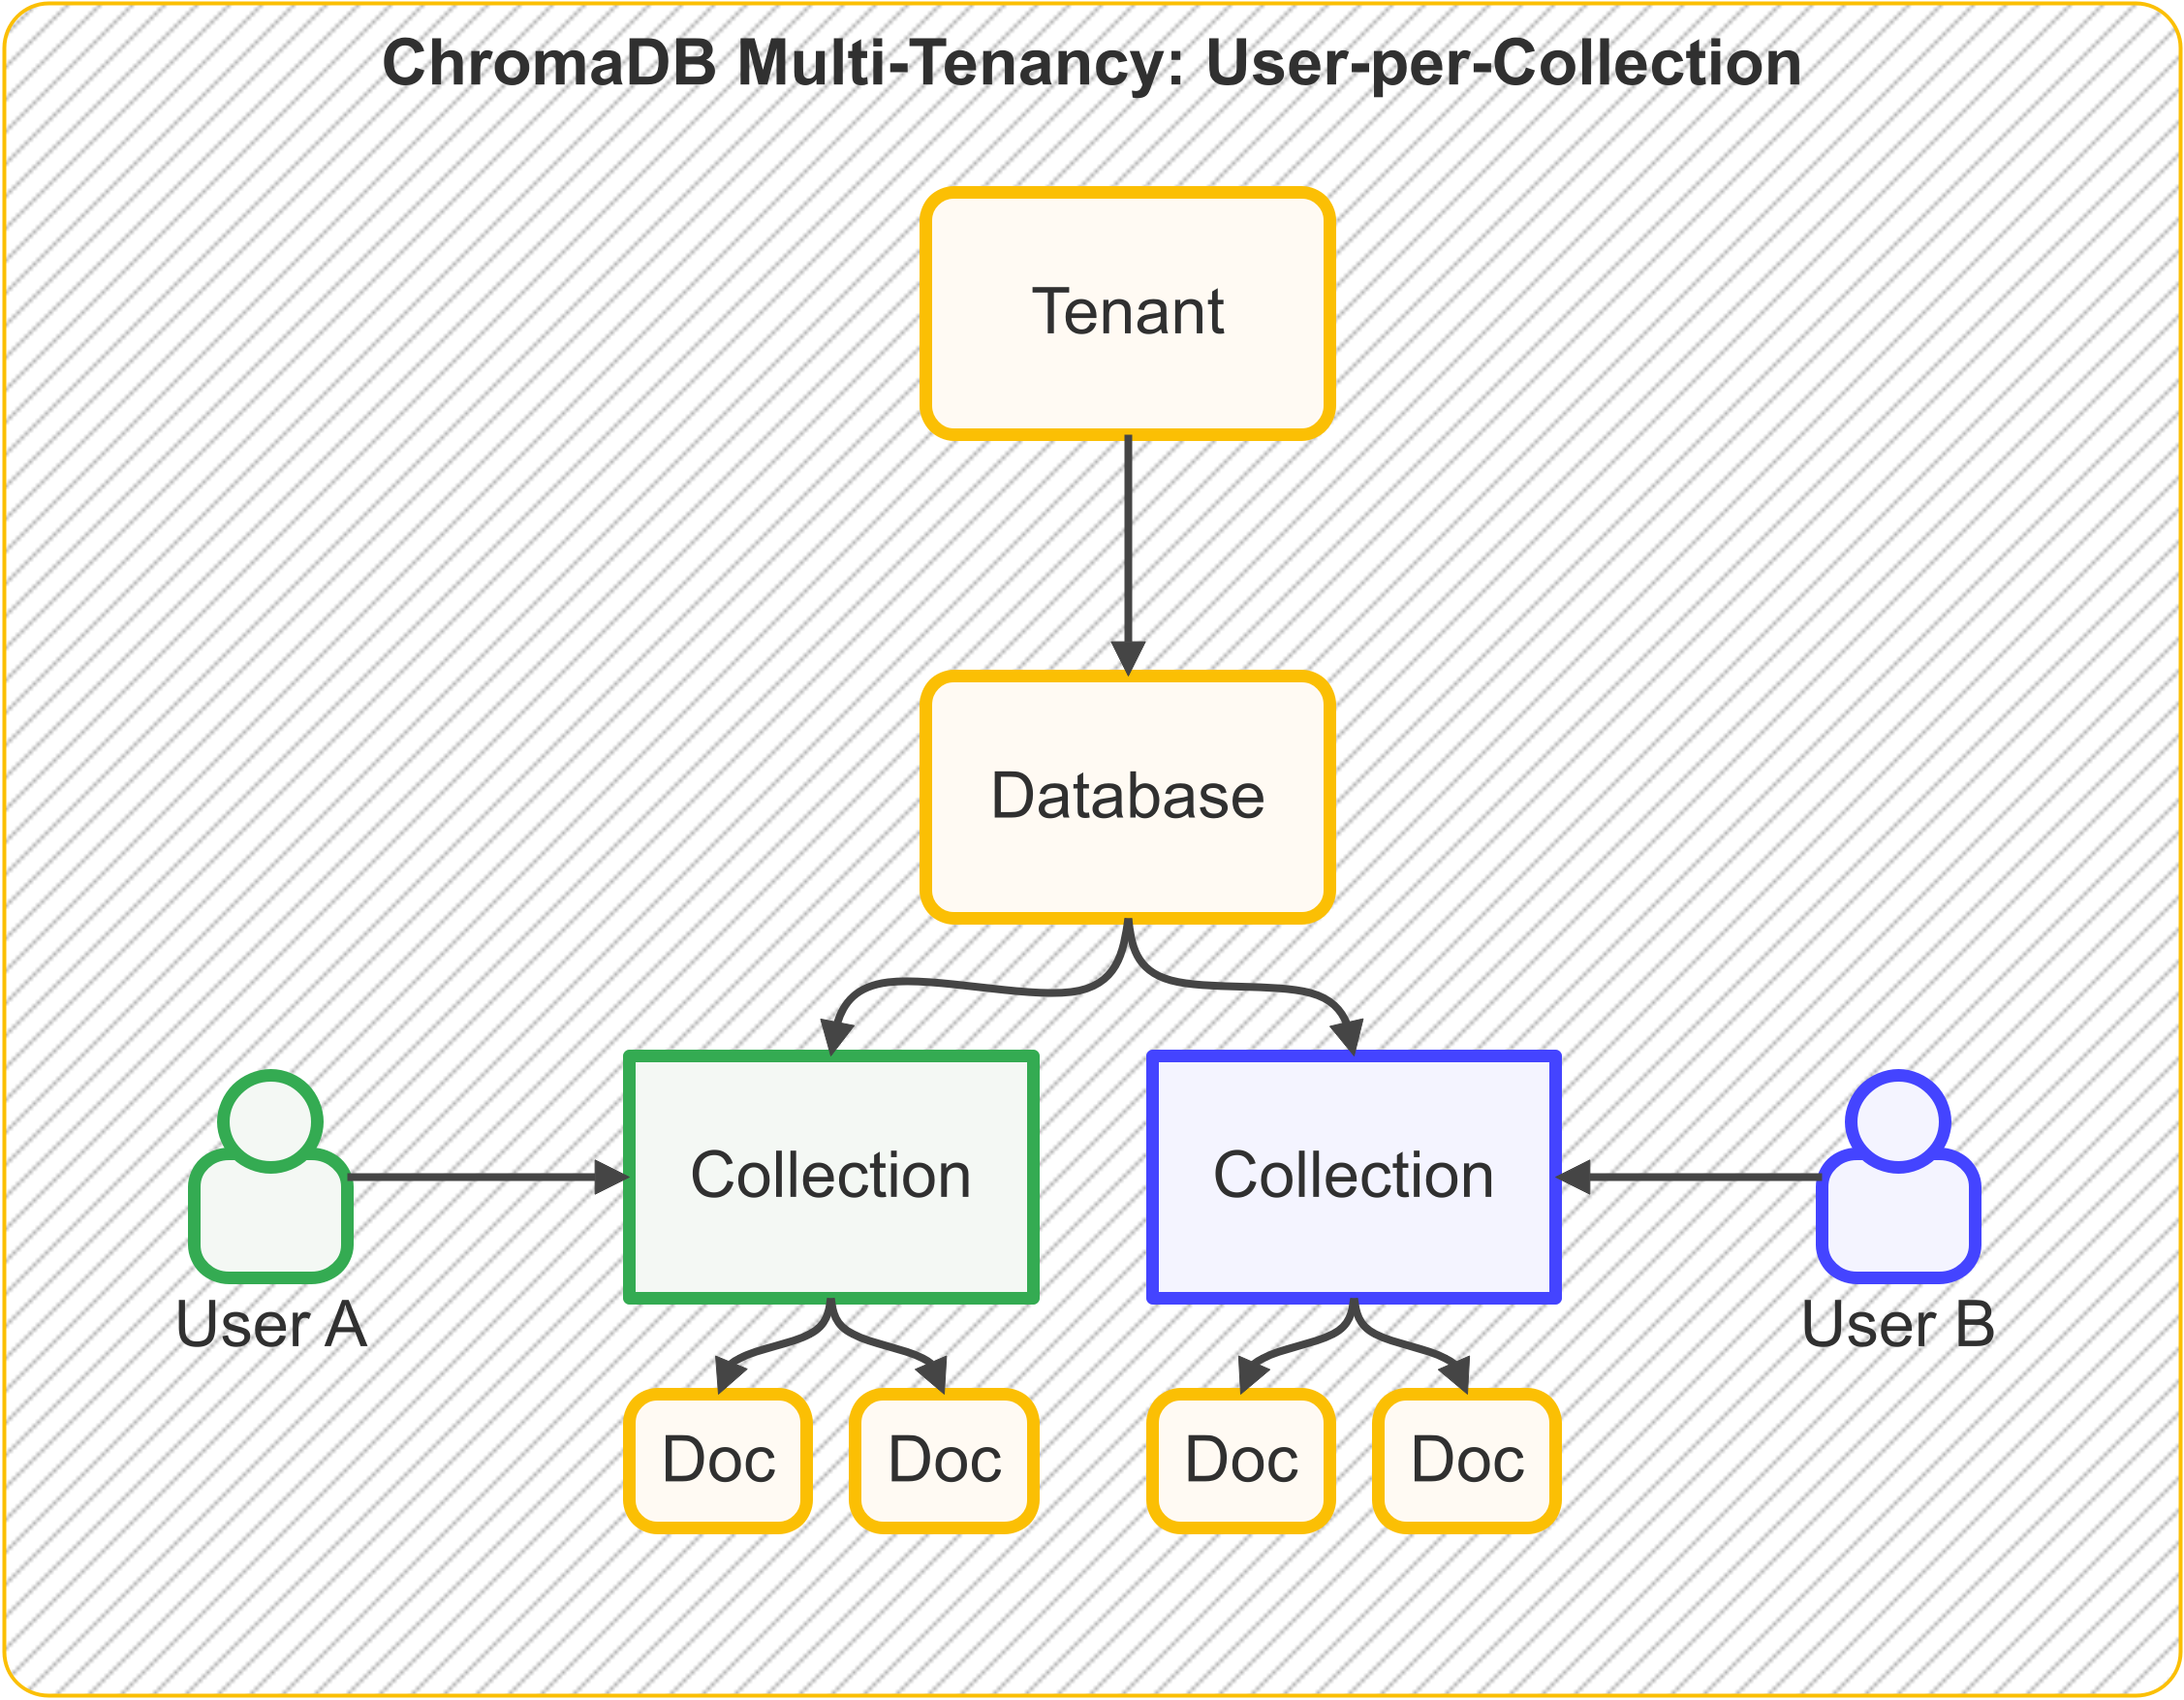 ChromaDB Multi-Tenancy: User-per-Collection
Tenant
Database
Collection
Collection
User A
User B
Doc
Doc
Doc
Doc